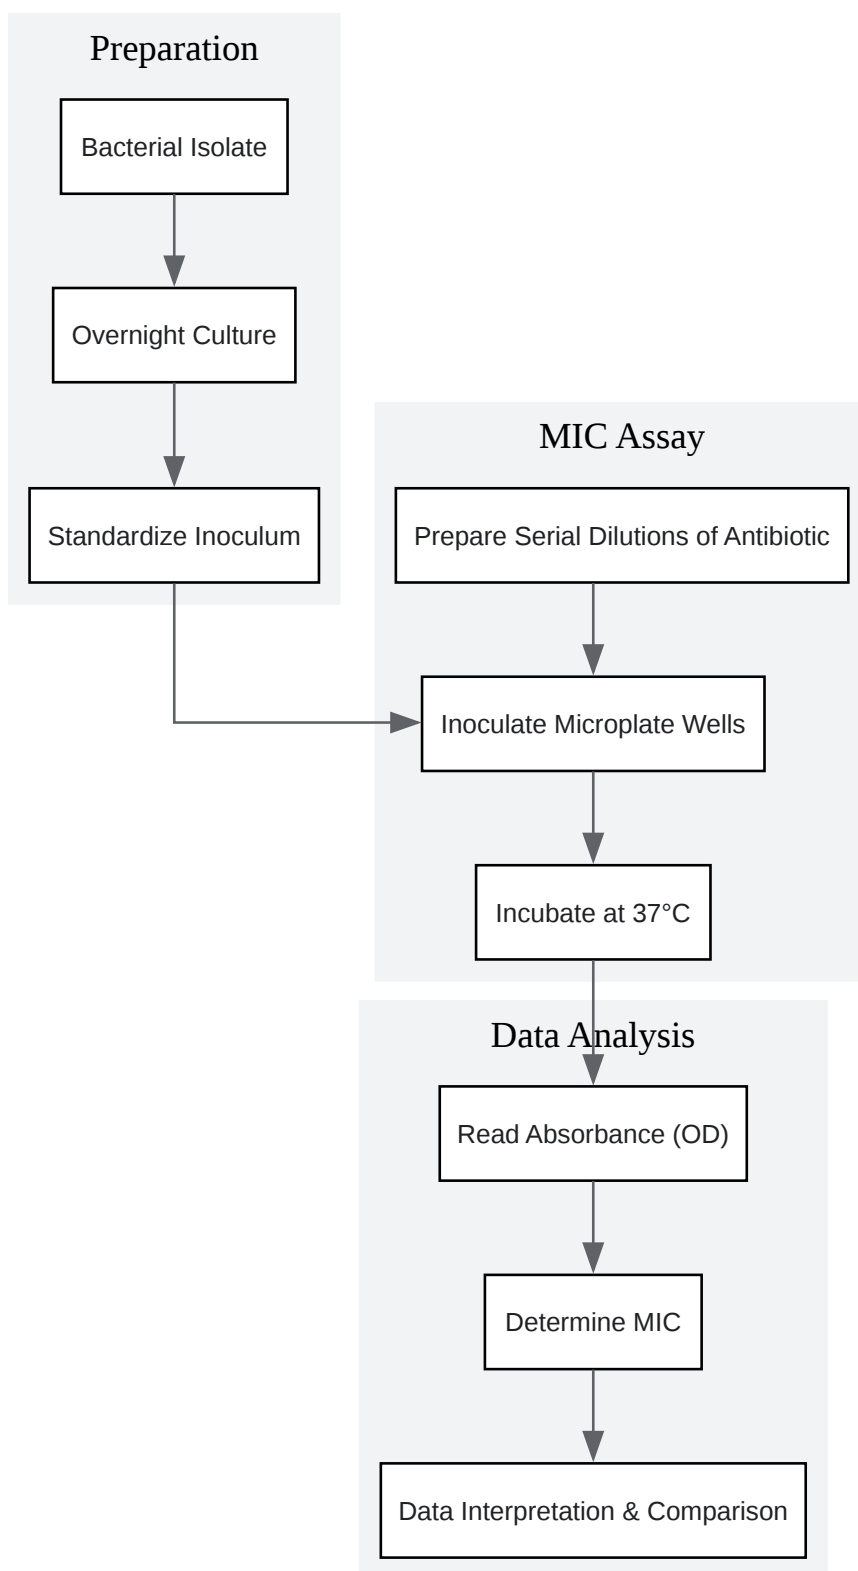 Preparation
Bacterial Isolate
Overnight Culture
Standardize Inoculum
MIC Assay
Prepare Serial Dilutions of Antibiotic
Inoculate Microplate Wells
Incubate at 37°C
Data Analysis
Read Absorbance (OD)
Determine MIC
Data Interpretation & Comparison